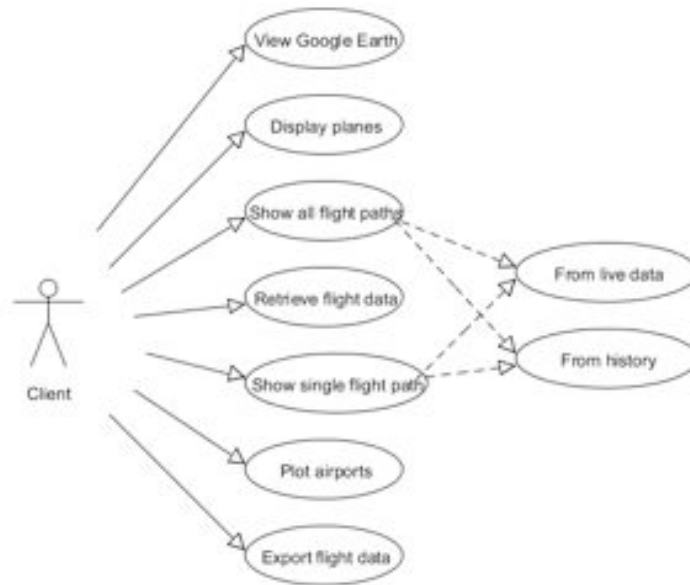 View Google Earth
Display planes
Show all flight paths
Retrieve flight data
From live data
From history
Show single flight path
Client
Plot airports
Export flight data